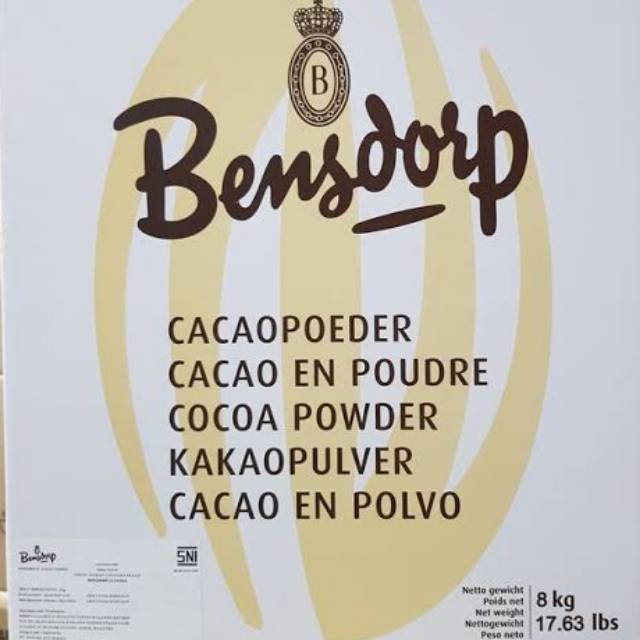 B
Bensdorp
CACAOPOEDER
CACAO EN POUDRE
COCOA POWDER
KAKAOPULVER
CACAO EN POLVO
Bensdorp
SNI
Netto gewicht
Poids net
Net weight
Nettogewicht
Peso neto
8 kg
17.63 lbs